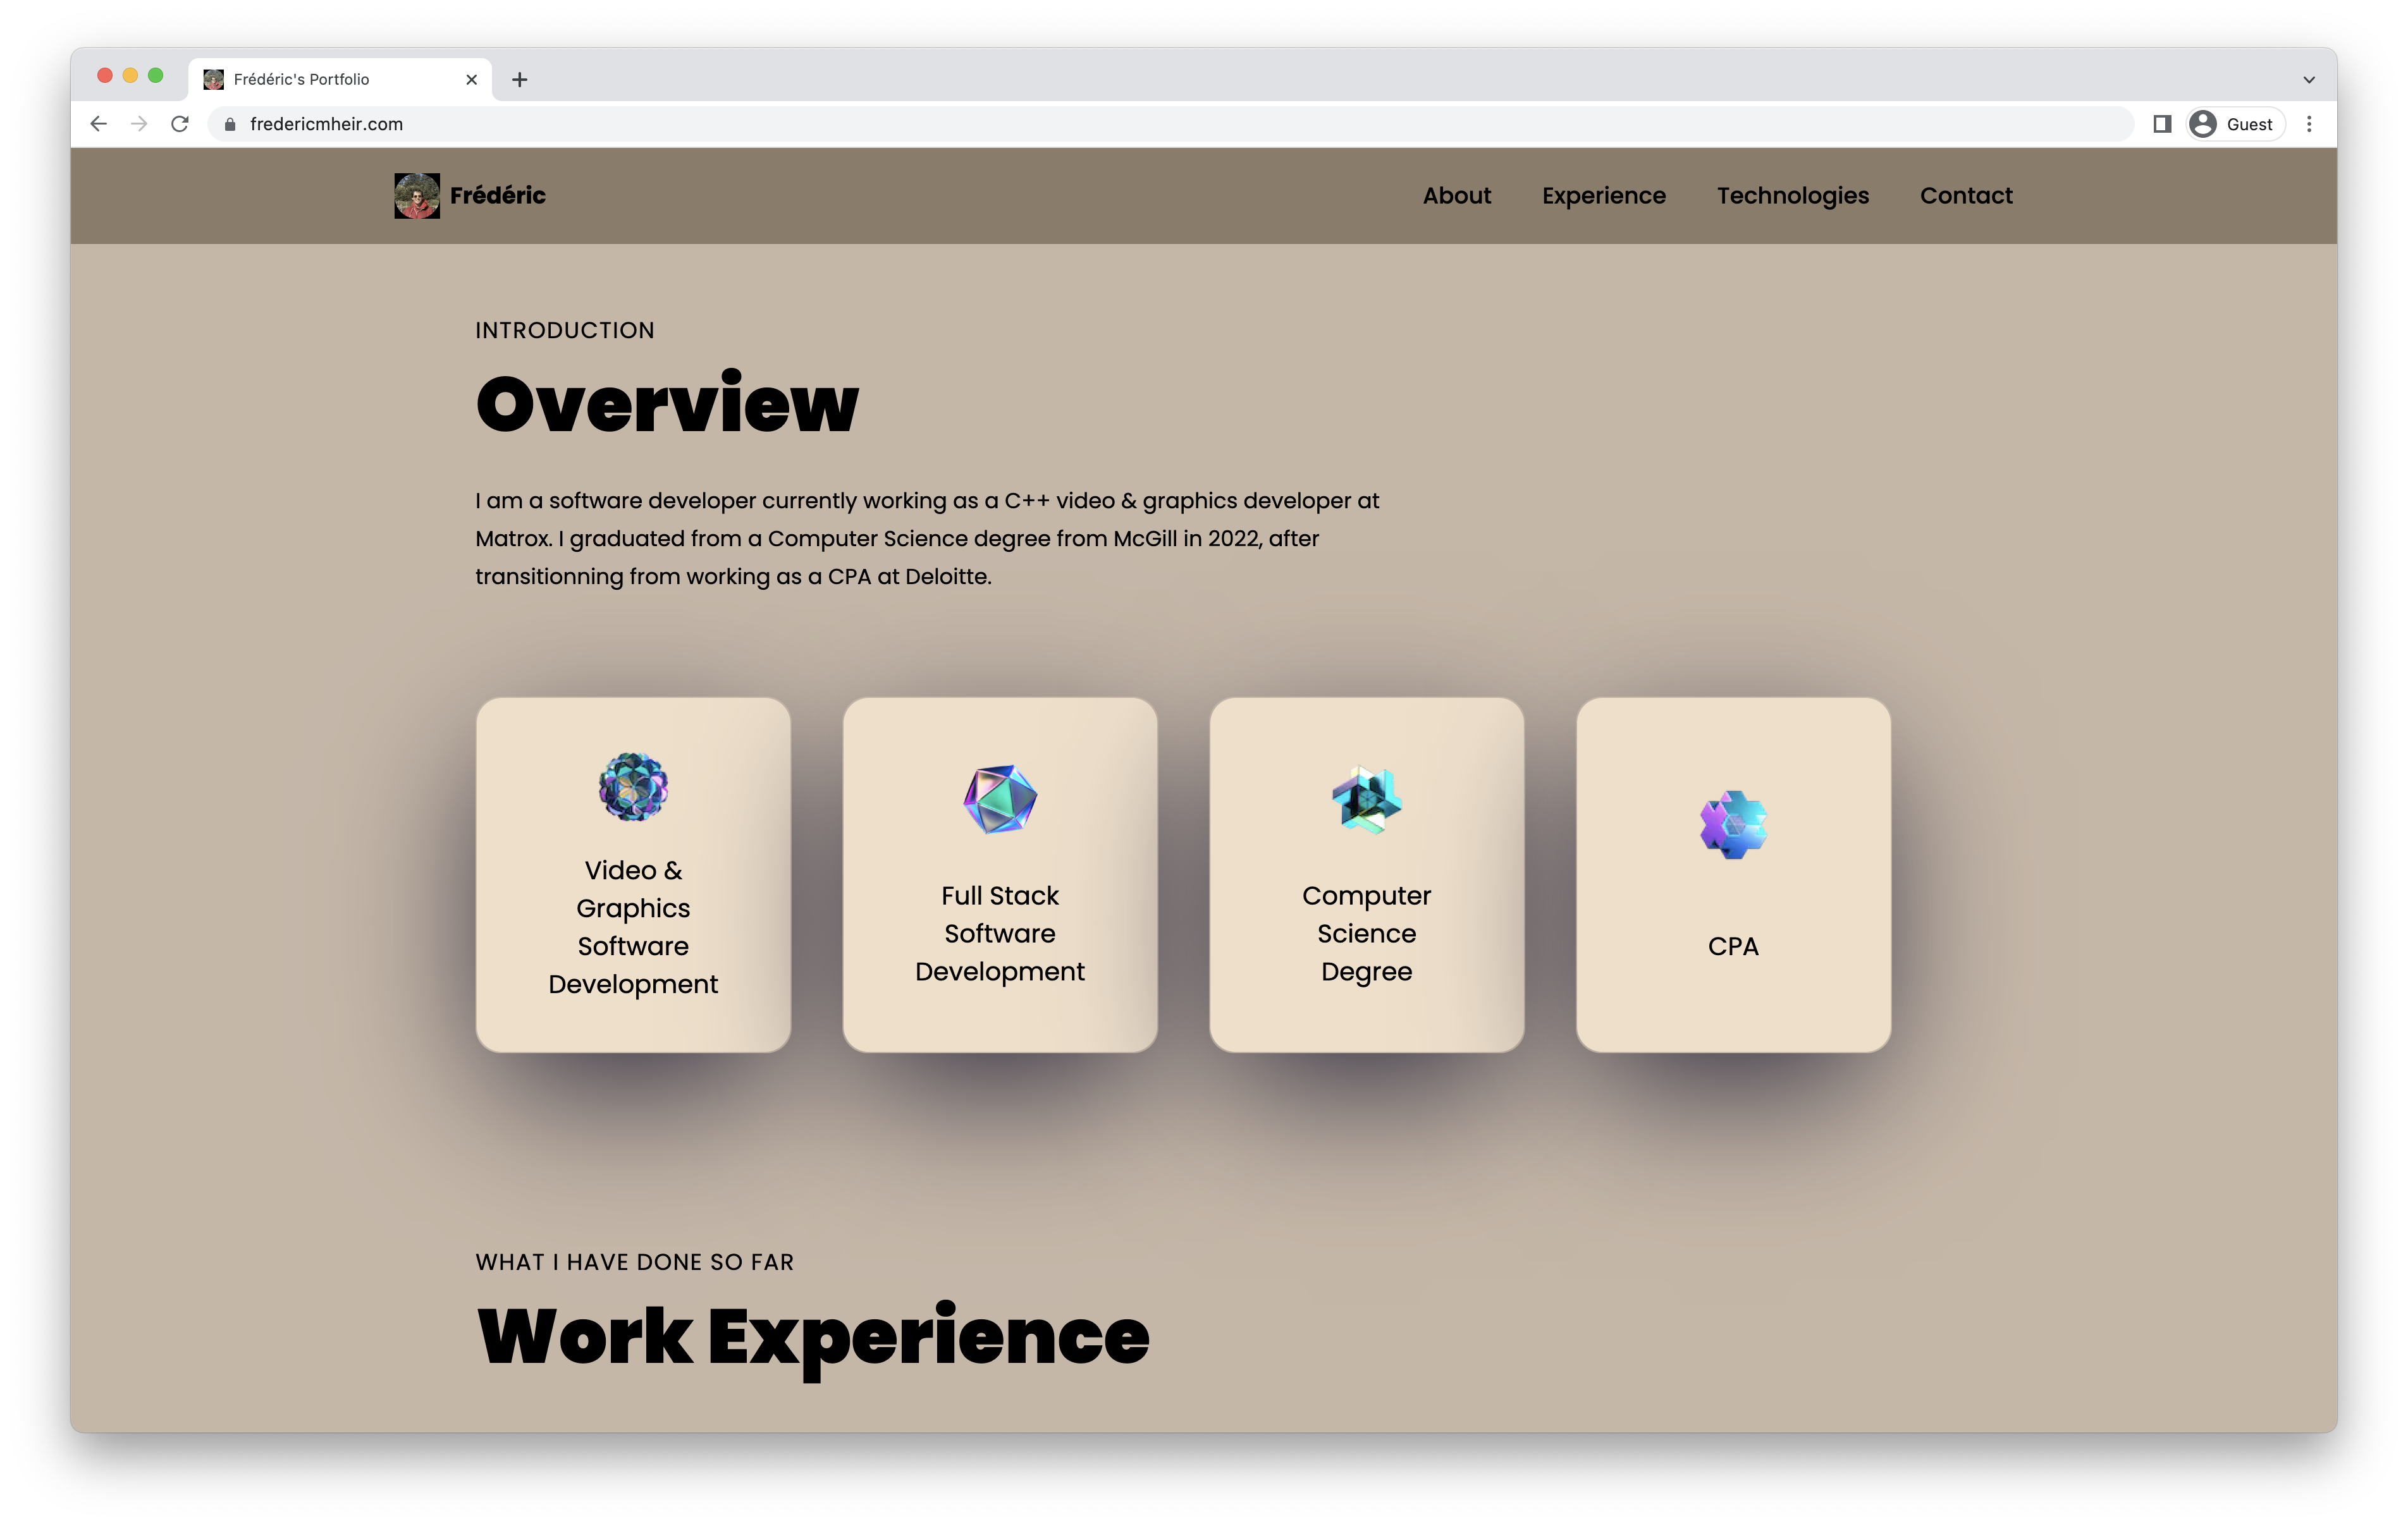 Frédéric's Portfolio
fredericmheir.com
Guest
Frédéric
About Experience Technologies Contact
INTRODUCTION
Overview
I am a software developer currently working as a C++ video & graphics developer at
Matrox. I graduated from a Computer Science degree from McGill in 2022, after
transitionning from working as a CPA at Deloitte.
Video &
Graphics
Software
Development
Full Stack
Software
Development
Computer
Science
Degree
CPA
WHAT I HAVE DONE SO FAR
Work Experience